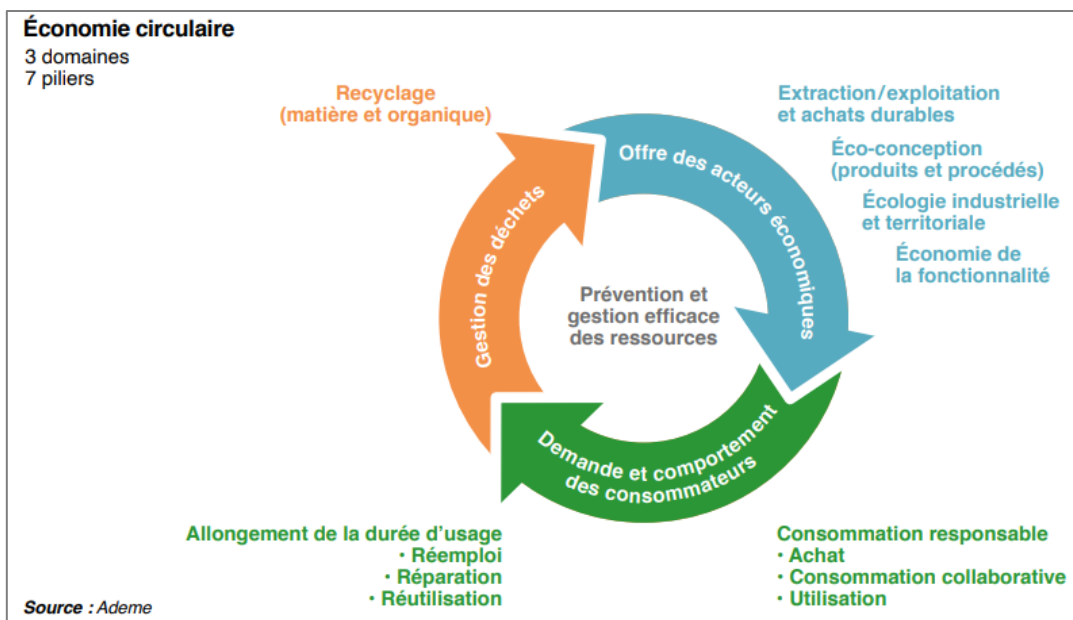 Économie circulaire
3 domaines
7 piliers
Recyclage
(matière et organique)
Extraction/exploitation
et achats durables
Éco-conception
(produits et procédés)
Écologie industrielle
et territoriale
Économie de
la fonctionnalité
Offre des acteurs économiques
Gestion des déchets
Prévention et
gestion efficace
des ressources
Demande et comportement
des consommateurs
Allongement de la durée d'usage
• Réemploi
• Réparation
• Réutilisation
Consommation responsable
• Achat
• Consommation collaborative
• Utilisation
Source : Ademe